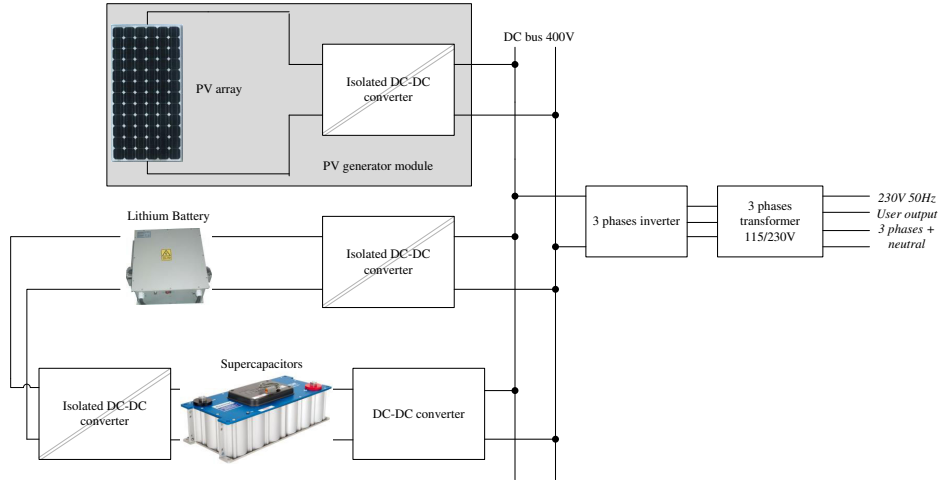 DC bus 400V
PV array
Isolated DC-DC
converter
PV generator module
230V 50Hz
User output
3 phases +
neutral
3 phases inverter
3 phases
transformer
115/230V
Lithium Battery
Isolated DC-DC
converter
Supercapacitors
Isolated DC-DC
converter
DC-DC converter